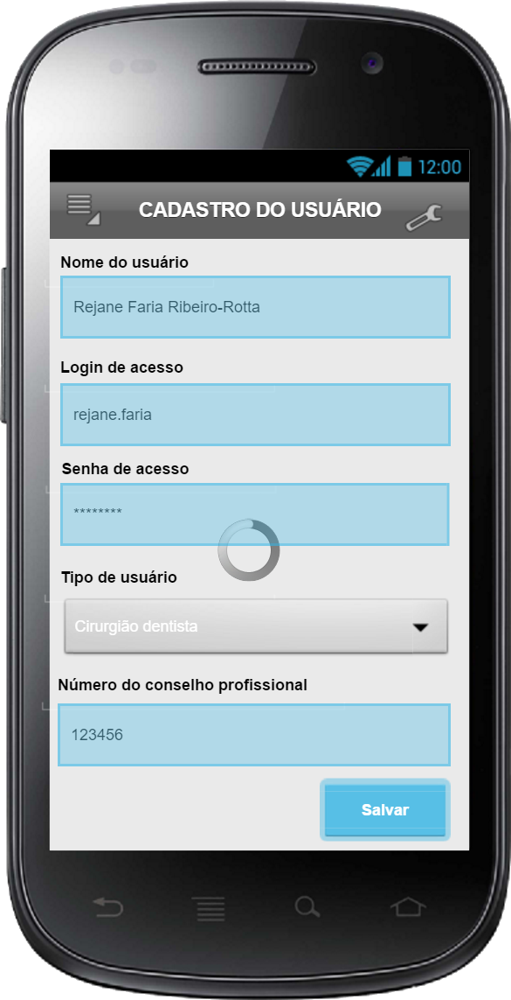 12:00
CADASTRO DO USUÁRIO
Nome do usuário
Rejane Faria Ribeiro-Rotta
Login de acesso
rejane.faria
Senha de acesso
********
Tipo de usuário
Cirurgião dentista
Número do conselho profissional
123456
Salvar